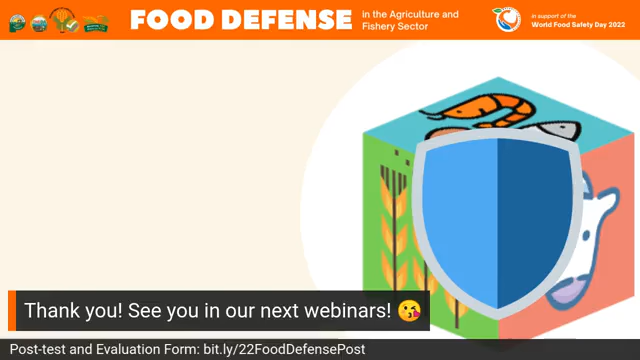 FOOD DEFENSE
in the Agriculture and
Fishery Sector
in support of the
World Food Safety Day 2022
Thank you! See you in our next webinars! 😘
Post-test and Evaluation Form: bit.ly/22FoodDefensePost